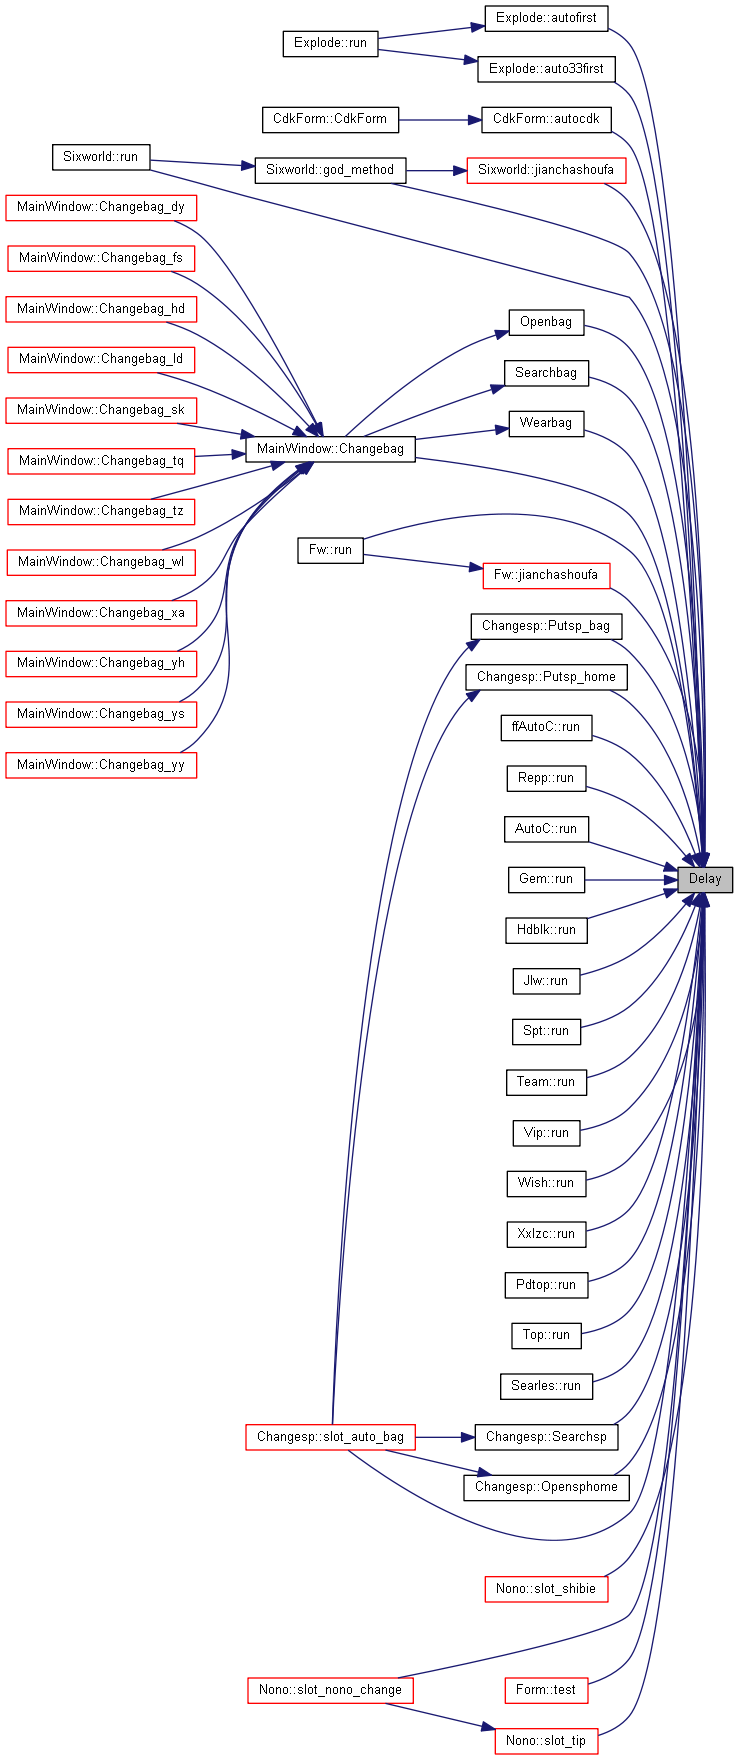 Explode::autofirst
Explode::run
Explode::auto33first
CdkForm::CdkForm
CdkForm::autocdk
Sixworld::run
Sixworld::god_method
Sixworld::jianchashoufa
MainWindow::Changebag_dy
MainWindow::Changebag_fs
MainWindow::Changebag_hd
Openbag
MainWindow::Changebag_ld
Searchbag
MainWindow::Changebag_sk
Wearbag
MainWindow::Changebag
MainWindow::Changebag_tq
MainWindow::Changebag_tz
Fw::run
MainWindow::Changebag_wl
Fw::jianchashoufa
MainWindow::Changebag_xa
Changesp::Putsp_bag
MainWindow::Changebag_yh
Changesp::Putsp_home
MainWindow::Changebag_ys
ffAutoC::run
MainWindow::Changebag_yy
Repp::run
AutoC::run
Gem::run
Delay
Hdblk::run
Jlw::run
Spt::run
Team::run
Vip::run
Wish::run
Xxlzc::run
Pdtop::run
Top::run
Searles::run
Changesp::slot_auto_bag
Changesp::Searchsp
Changesp::Opensphome
Nono::slot_shibie
Nono::slot_nono_change
Form::test
Nono::slot_tip